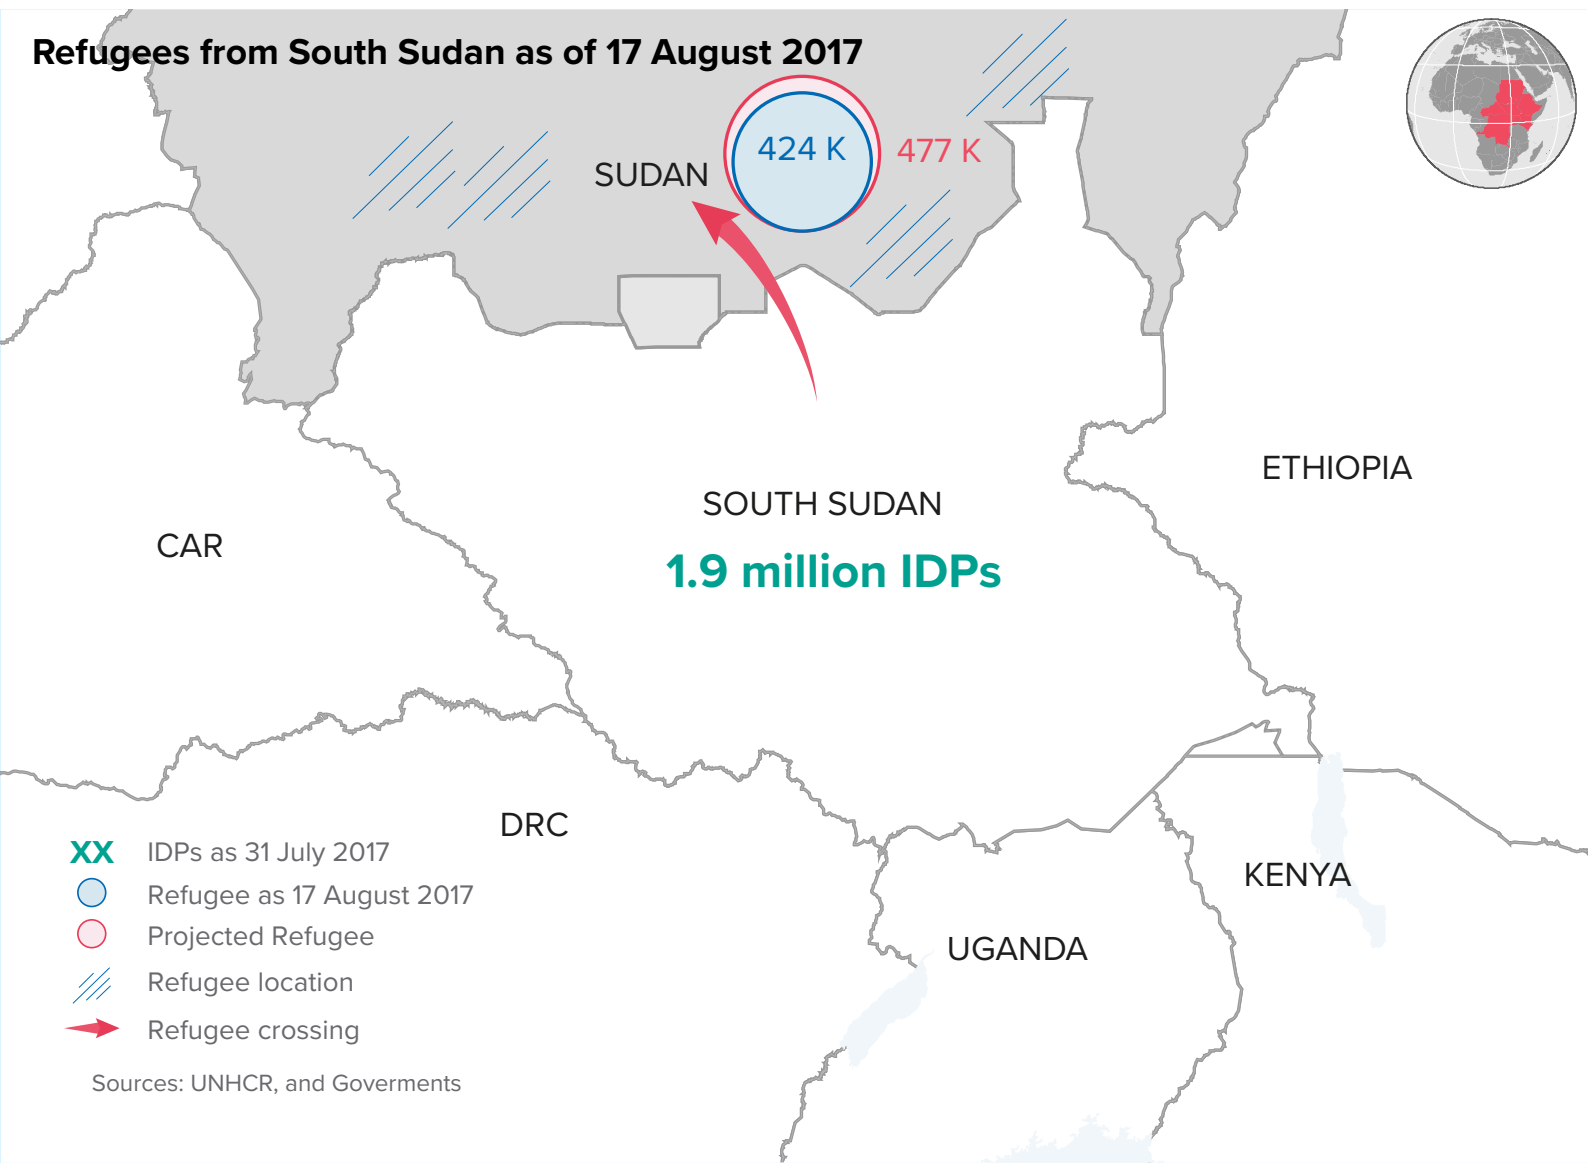 Refugees from South Sudan as of 17 August 2017
424 K
477 K
SUDAN
ETHIOPIA
SOUTH SUDAN
1.9 million IDPs
CAR
DRC
KENYA
UGANDA
XX IDPs as 31 July 2017
Refugee as 17 August 2017
Projected Refugee
Refugee location
Refugee crossing
Sources: UNHCR, and Goverments